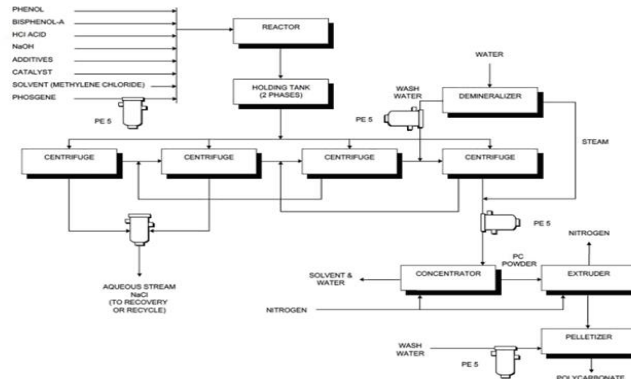 PHENOL
BISPHENOL-A
HCl ACID
NaOH
ADDITIVES
CATALYST
SOLVENT (METHYLENE CHLORIDE)
PHOSGENE
PE 5
REACTOR
HOLDING TANK
(2 PHASES)
WATER
DEMINERALIZER
WASH
WATER
PE 5
STEAM
CENTRIFUGE
CENTRIFUGE
CENTRIFUGE
CENTRIFUGE
PE 5
AQUEOUS STREAM
NaCl
(TO RECOVERY
OR RECYCLE)
SOLVENT &
WATER
CONCENTRATOR
PC
POWDER
NITROGEN
EXTRUDER
NITROGEN
WASH
WATER
PE 5
PELLETIZER
POLYCARBONATE